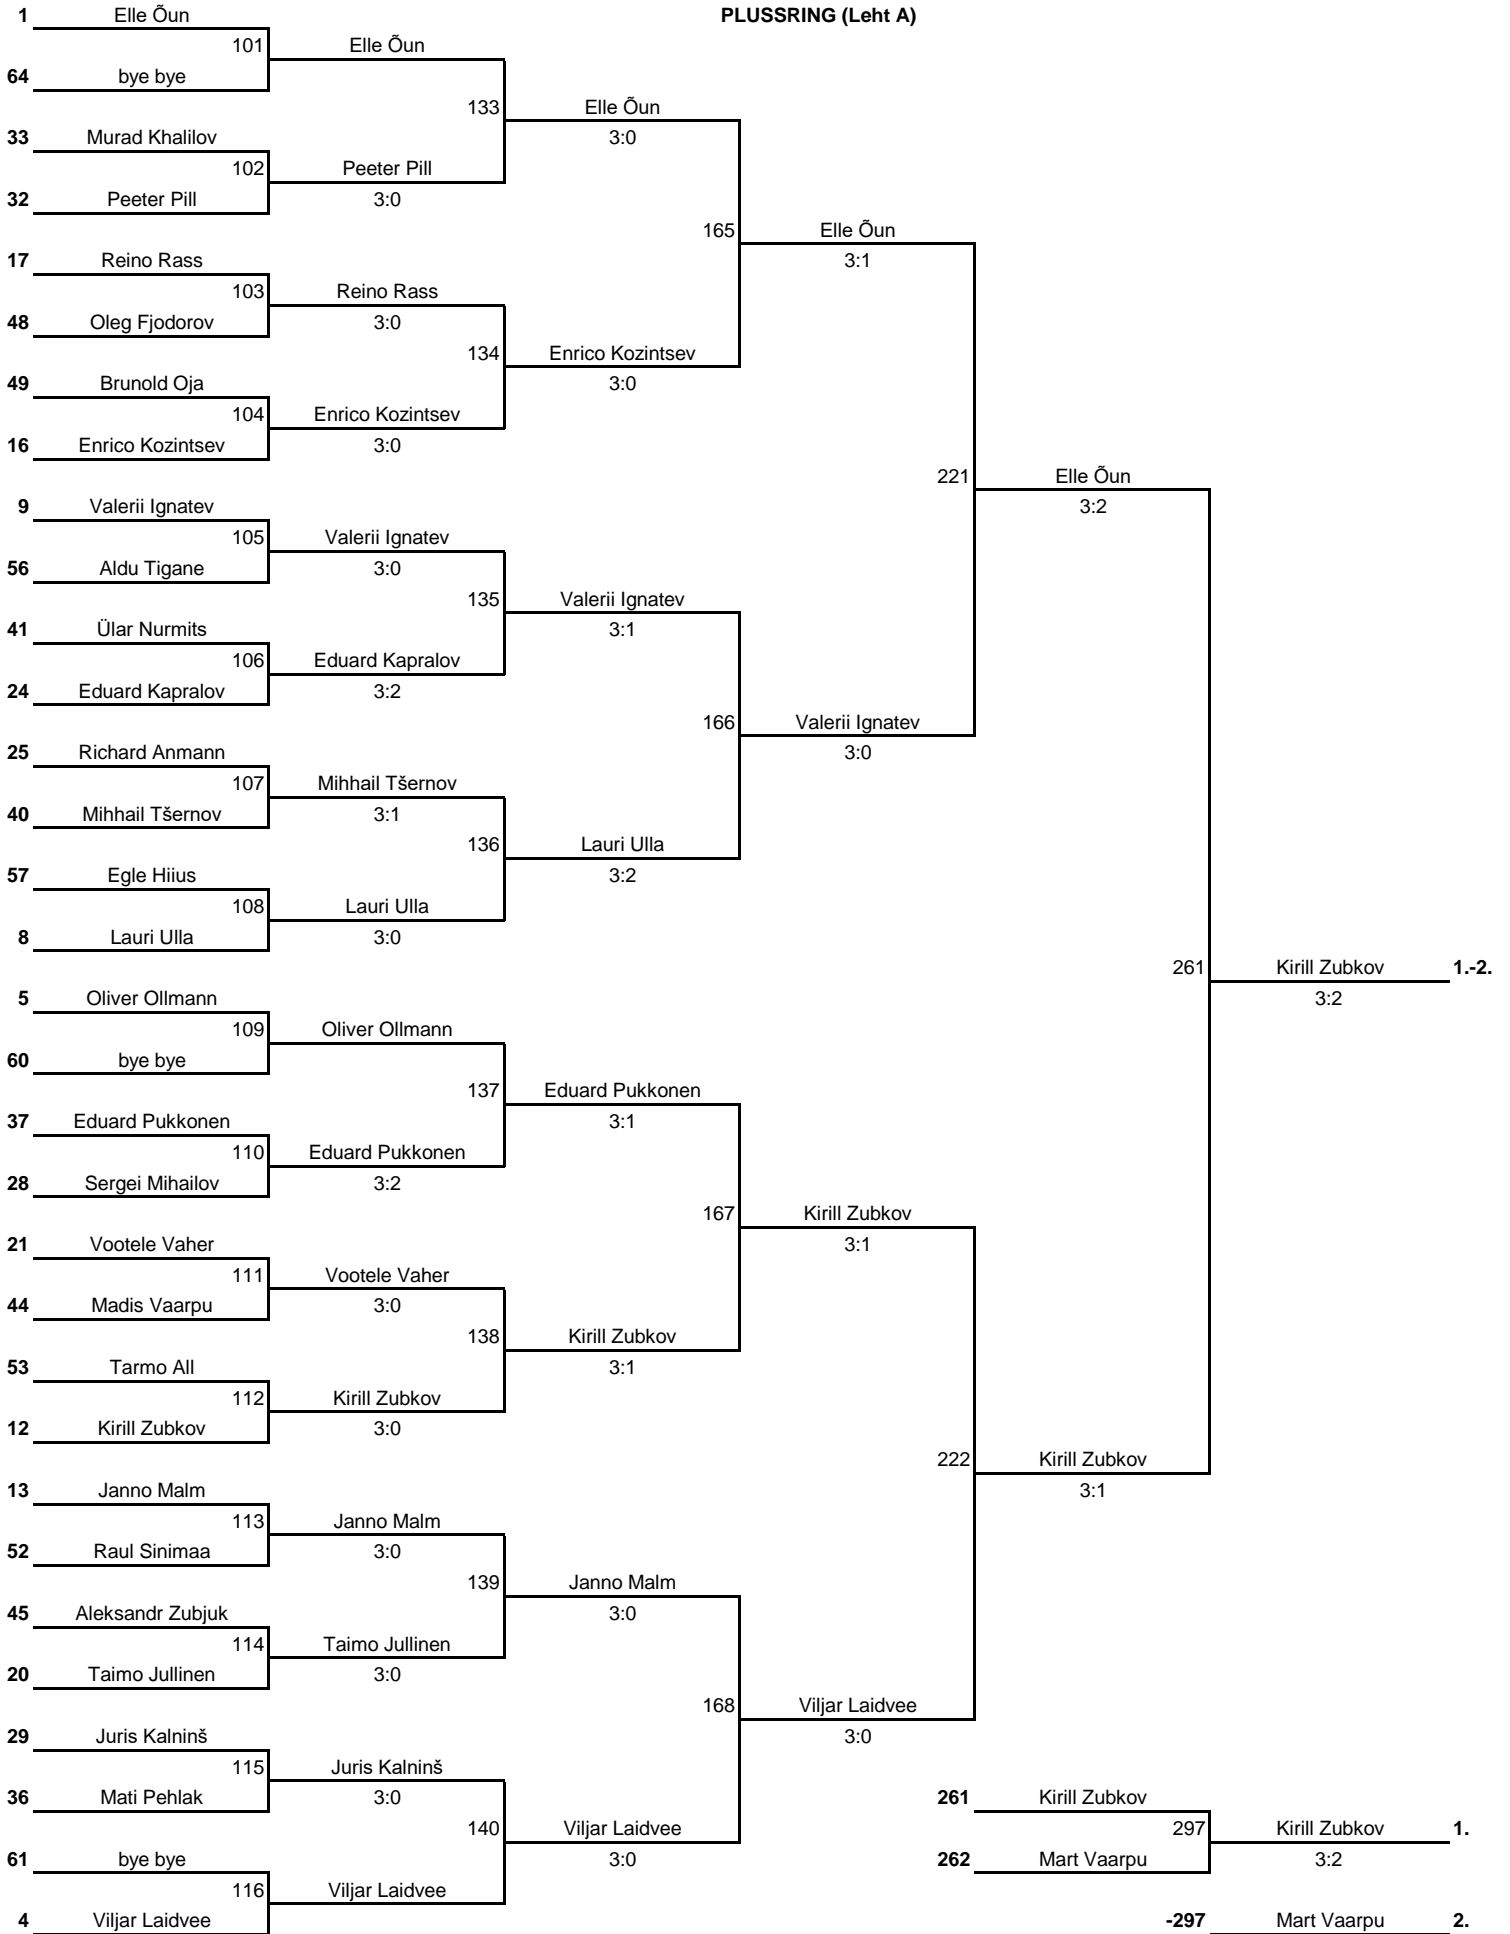 PLUSSRING (Leht A)
1 Elle Õun
101 Elle Õun
64 bye bye
133 Elle Õun
3:0
33 Murad Khalilov
102 Peeter Pill
32 Peeter Pill 3:0
165 Elle Õun
3:1
17 Reino Rass
103 Reino Rass
48 Oleg Fjodorov 3:0
134 Enrico Kozintsev
49 Brunold Oja 3:0
104 Enrico Kozintsev
16 Enrico Kozintsev 3:0
221 Elle Õun
9 Valerii Ignatev 3:2
105 Valerii Ignatev
56 Aldu Tigane 3:0
135 Valerii Ignatev
41 Ülar Nurmits 3:1
106 Eduard Kapralov
24 Eduard Kapralov 3:2
166 Valerii Ignatev
25 Richard Anmann 3:0
107 Mihhail Tšernov
40 Mihhail Tšernov 3:1
136 Lauri Ulla
57 Egle Hiius 3:2
108 Lauri Ulla
8 Lauri Ulla 3:0
261 Kirill Zubkov 1.-2.
5 Oliver Ollmann 3:2
109 Oliver Ollmann
60 bye bye
137 Eduard Pukkonen
37 Eduard Pukkonen 3:1
110 Eduard Pukkonen
28 Sergei Mihailov 3:2
167 Kirill Zubkov
21 Vootele Vaher 3:1
111 Vootele Vaher
44 Madis Vaarpu 3:0
138 Kirill Zubkov
53 Tarmo All 3:1
112 Kirill Zubkov
12 Kirill Zubkov 3:0
222 Kirill Zubkov
13 Janno Malm 3:1
113 Janno Malm
52 Raul Sinimaa 3:0
139 Janno Malm
45 Aleksandr Zubjuk 3:0
114 Taimo Jullinen
20 Taimo Jullinen 3:0
168 Viljar Laidvee
29 Juris Kalninš 3:0
115 Juris Kalninš
36 Mati Pehlak 3:0 261 Kirill Zubkov
140 Viljar Laidvee 297 Kirill Zubkov 1.
61 bye bye 3:0 262 Mart Vaarpu 3:2
116 Viljar Laidvee
4 Viljar Laidvee -297 Mart Vaarpu 2.